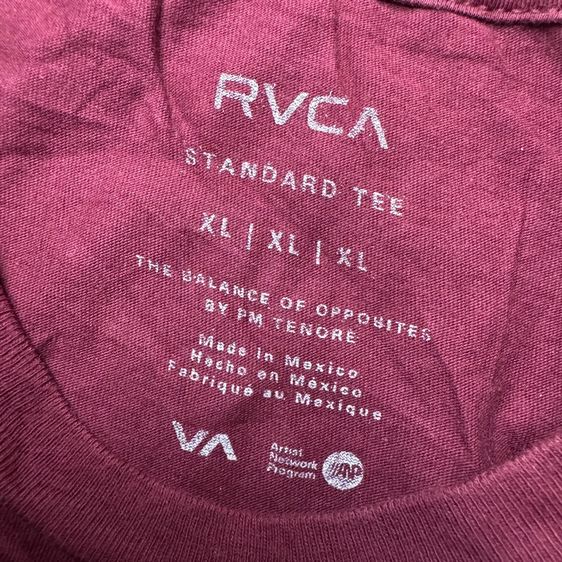 RVCA
STANDARD TEE
XL | XL | XL
THE BALANCE OF OPPOSITES
BY PM TENORE
Made in Mexico
Hecho en México
Fabriqué au Mexique
VA
Artist
Network
Program
ANP